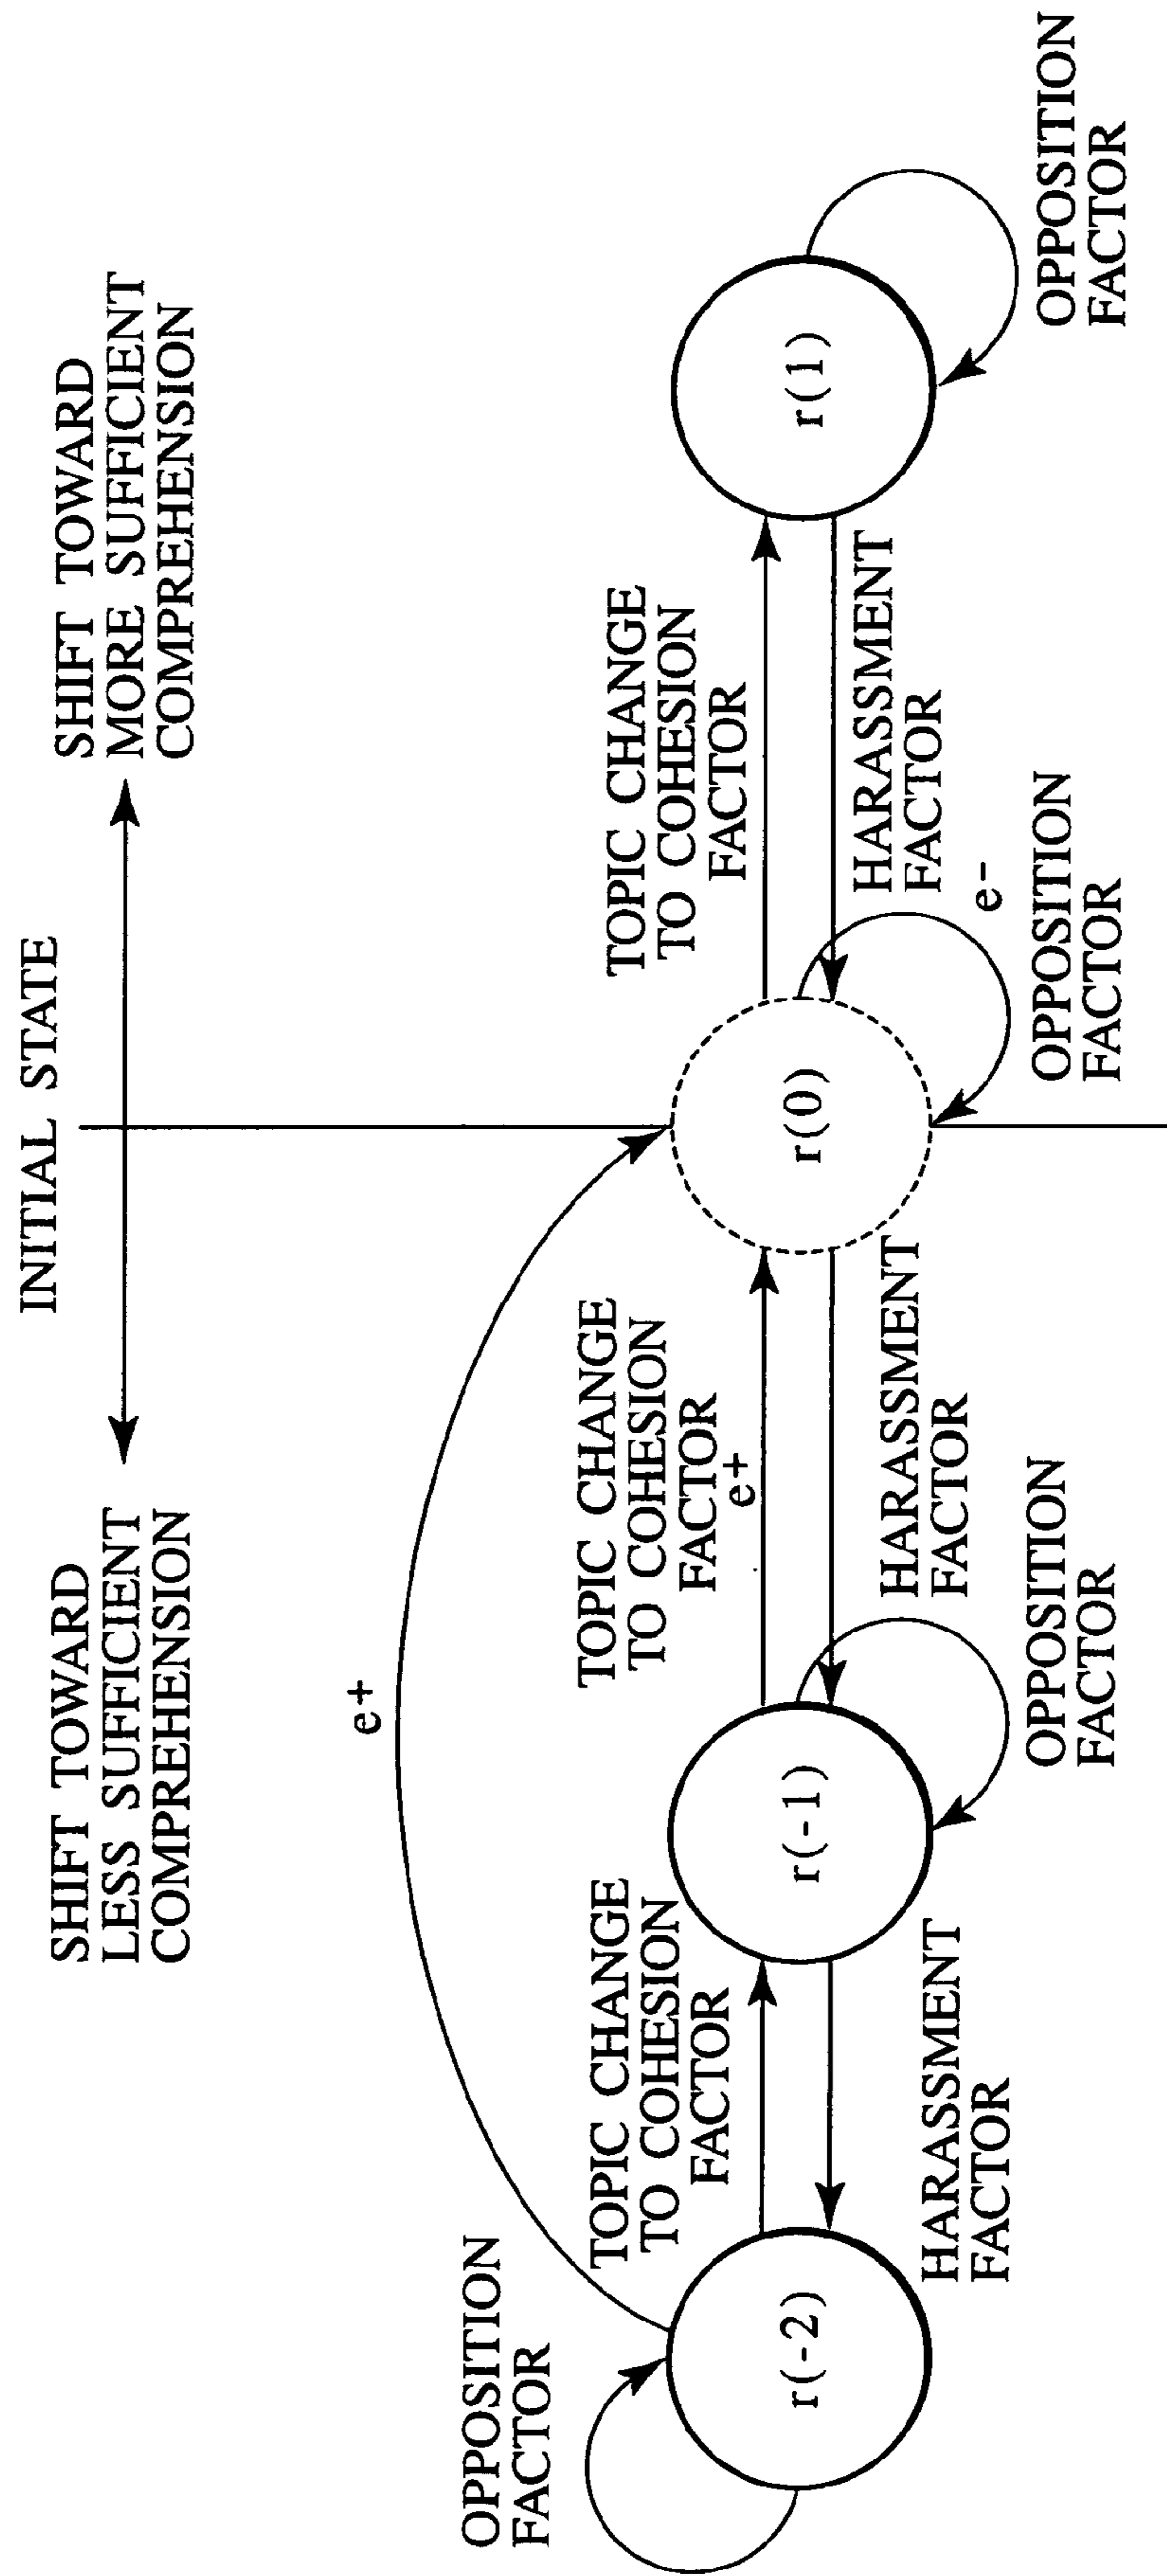 INITIAL STATE
SHIFT TOWARD
LESS SUFFICIENT
COMPREHENSION
SHIFT TOWARD
MORE SUFFICIENT
COMPREHENSION
e+
OPPOSITION
FACTOR
TOPIC CHANGE
TO COHESION
FACTOR
TOPIC CHANGE
TO COHESION
FACTOR
e+
TOPIC CHANGE
TO COHESION
FACTOR
r(-2)
r(-1)
r(0)
r(1)
HARASSMENT
FACTOR
HARASSMENT
FACTOR
HARASSMENT
FACTOR
e-
OPPOSITION
FACTOR
OPPOSITION
FACTOR
OPPOSITION
FACTOR